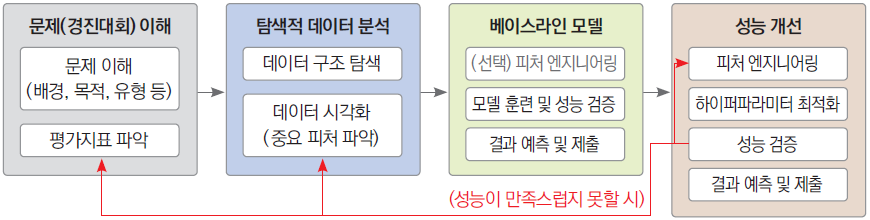 문제(경진대회) 이해
문제 이해
(배경, 목적, 유형 등)
평가지표 파악
탐색적 데이터 분석
데이터 구조 탐색
데이터 시각화
(중요 피처 파악)
베이스라인 모델
(선택) 피처 엔지니어링
모델 훈련 및 성능 검증
결과 예측 및 제출
성능 개선
피처 엔지니어링
하이퍼파라미터 최적화
성능 검증
결과 예측 및 제출
(성능이 만족스럽지 못할 시)